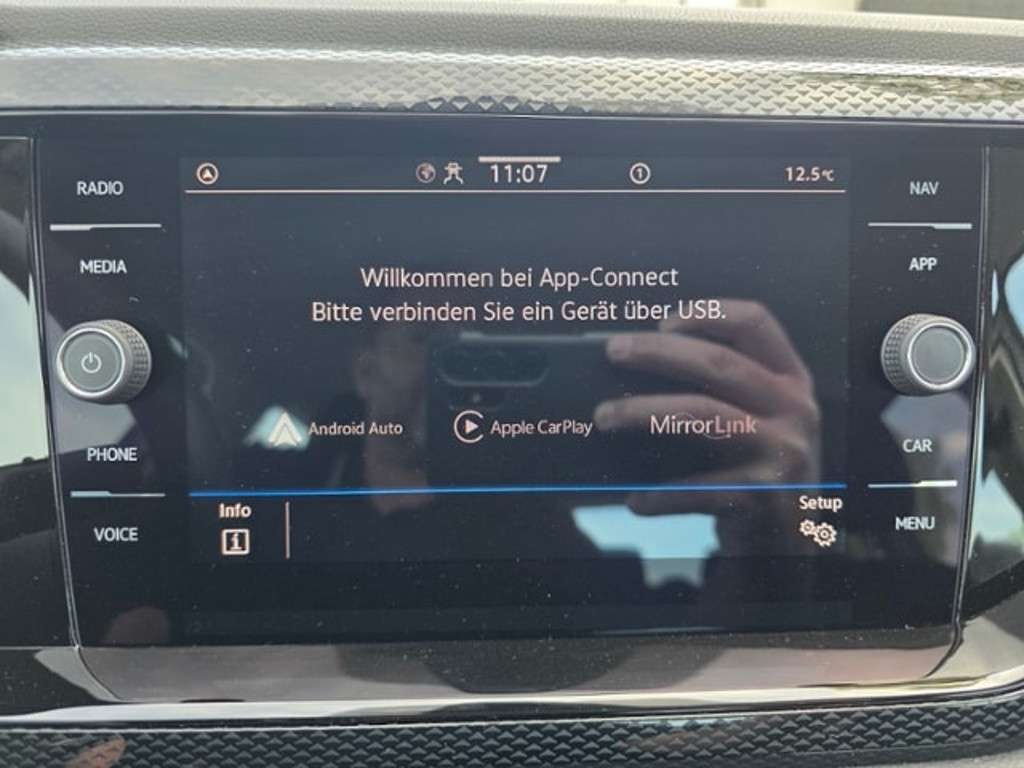 RADIO
MEDIA
PHONE
VOICE
11:07
1
12.5°C
Willkommen bei App-Connect
Bitte verbinden Sie ein Gerät über USB.
Android Auto
Apple CarPlay
MirrorLink
Info
Setup
NAV
APP
CAR
MENU